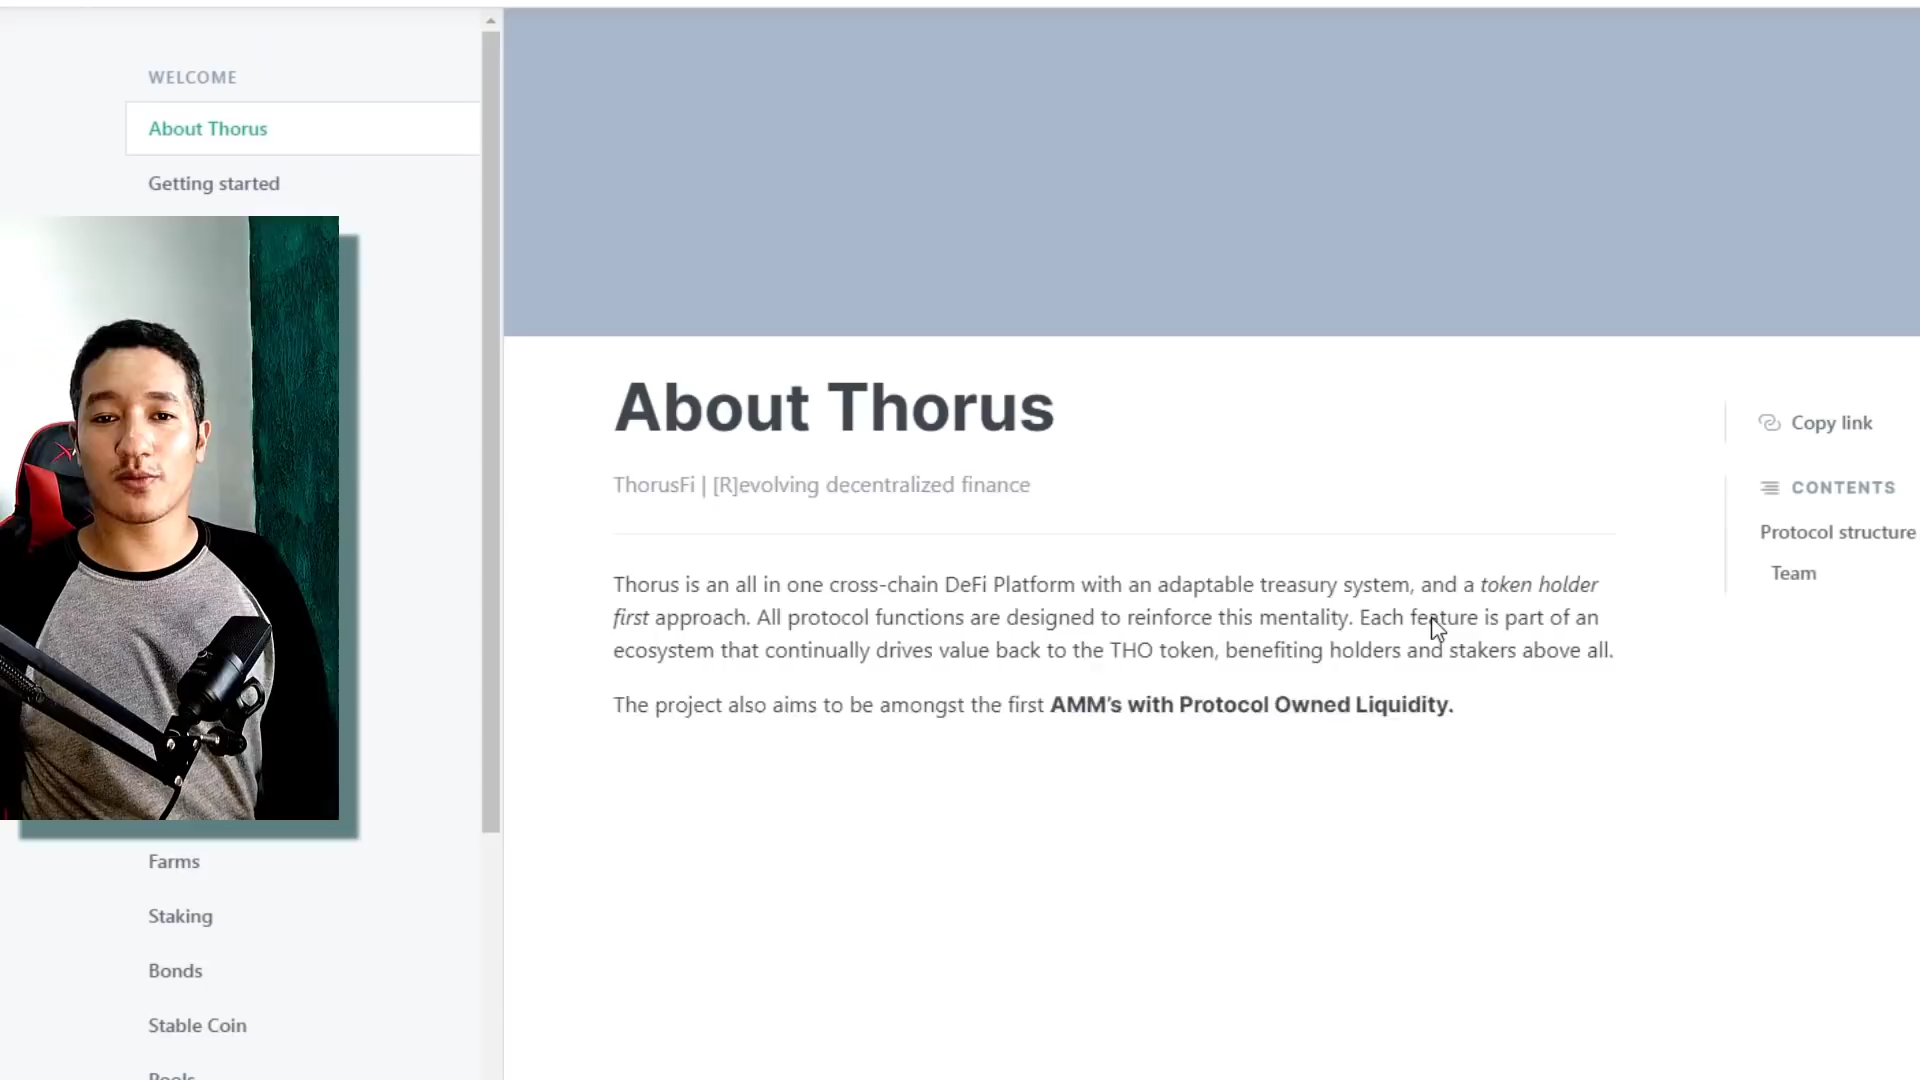 WELCOME
About Thorus
Getting started
Farms
Staking
Bonds
Stable Coin
About Thorus
ThorusFi | [R]evolving decentralized finance
Thorus is an all in one cross-chain DeFi Platform with an adaptable treasury system, and a token holder
first approach. All protocol functions are designed to reinforce this mentality. Each feature is part of an
ecosystem that continually drives value back to the THO token, benefiting holders and stakers above all.
The project also aims to be amongst the first AMM's with Protocol Owned Liquidity.
Copy link
CONTENTS
Protocol structure
Team